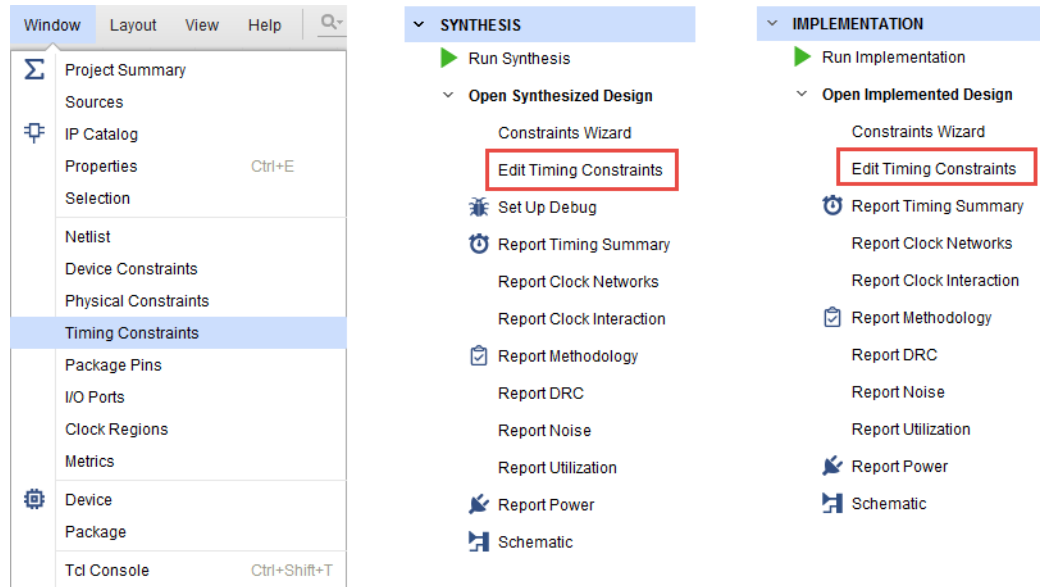 Window Layout View Help
Project Summary
Sources
IP Catalog
Properties Ctrl+E
Selection
Netlist
Device Constraints
Physical Constraints
Timing Constraints
Package Pins
I/O Ports
Clock Regions
Metrics
Device
Package
Tcl Console Ctrl+Shift+T
SYNTHESIS
Run Synthesis
Open Synthesized Design
Constraints Wizard
Edit Timing Constraints
Set Up Debug
Report Timing Summary
Report Clock Networks
Report Clock Interaction
Report Methodology
Report DRC
Report Noise
Report Utilization
Report Power
Schematic
IMPLEMENTATION
Run Implementation
Open Implemented Design
Constraints Wizard
Edit Timing Constraints
Report Timing Summary
Report Clock Networks
Report Clock Interaction
Report Methodology
Report DRC
Report Noise
Report Utilization
Report Power
Schematic